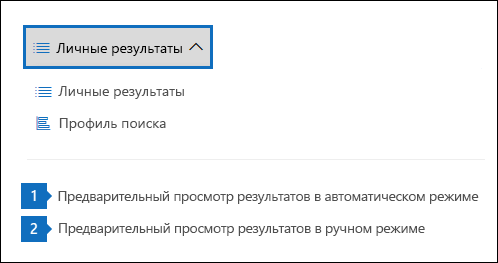 Личные результаты
Личные результаты
Профиль поиска
1 Предварительный просмотр результатов в автоматическом режиме
2 Предварительный просмотр результатов в ручном режиме